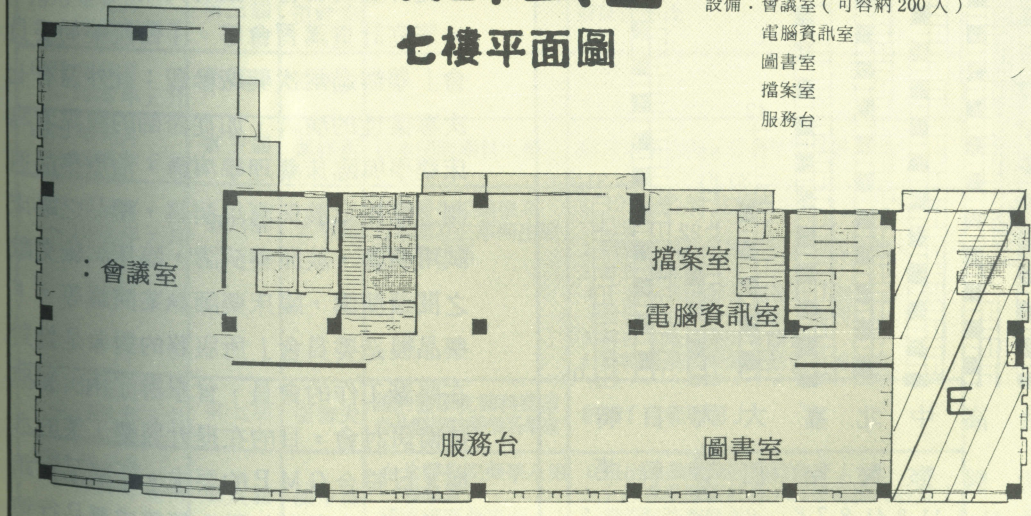 七樓平面圖
設備：會議室（可容納200人）
電腦資訊室
圖書室
擋案室
服務台
：會議室
擋案室
電腦資訊室
服務台
圖書室
E